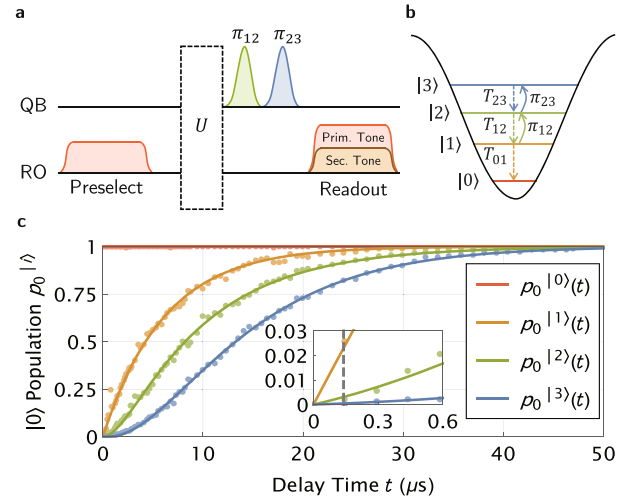 a
π₁₂ π₂₃
QB
U
RO
Prim. Tone
Sec. Tone
Preselect
Readout
b
|3⟩
T₂₃ π₂₃
|2⟩
T₁₂ π₁₂
|1⟩
T₀₁
|0⟩
c
|0⟩ Population p₀^|i⟩
1
0.75
0.5
0.25
0
0 10 20 30 40 50
Delay Time t (μs)
0.03
0.02
0.01
0
0 0.3 0.6
p₀^|0⟩(t)
p₀^|1⟩(t)
p₀^|2⟩(t)
p₀^|3⟩(t)